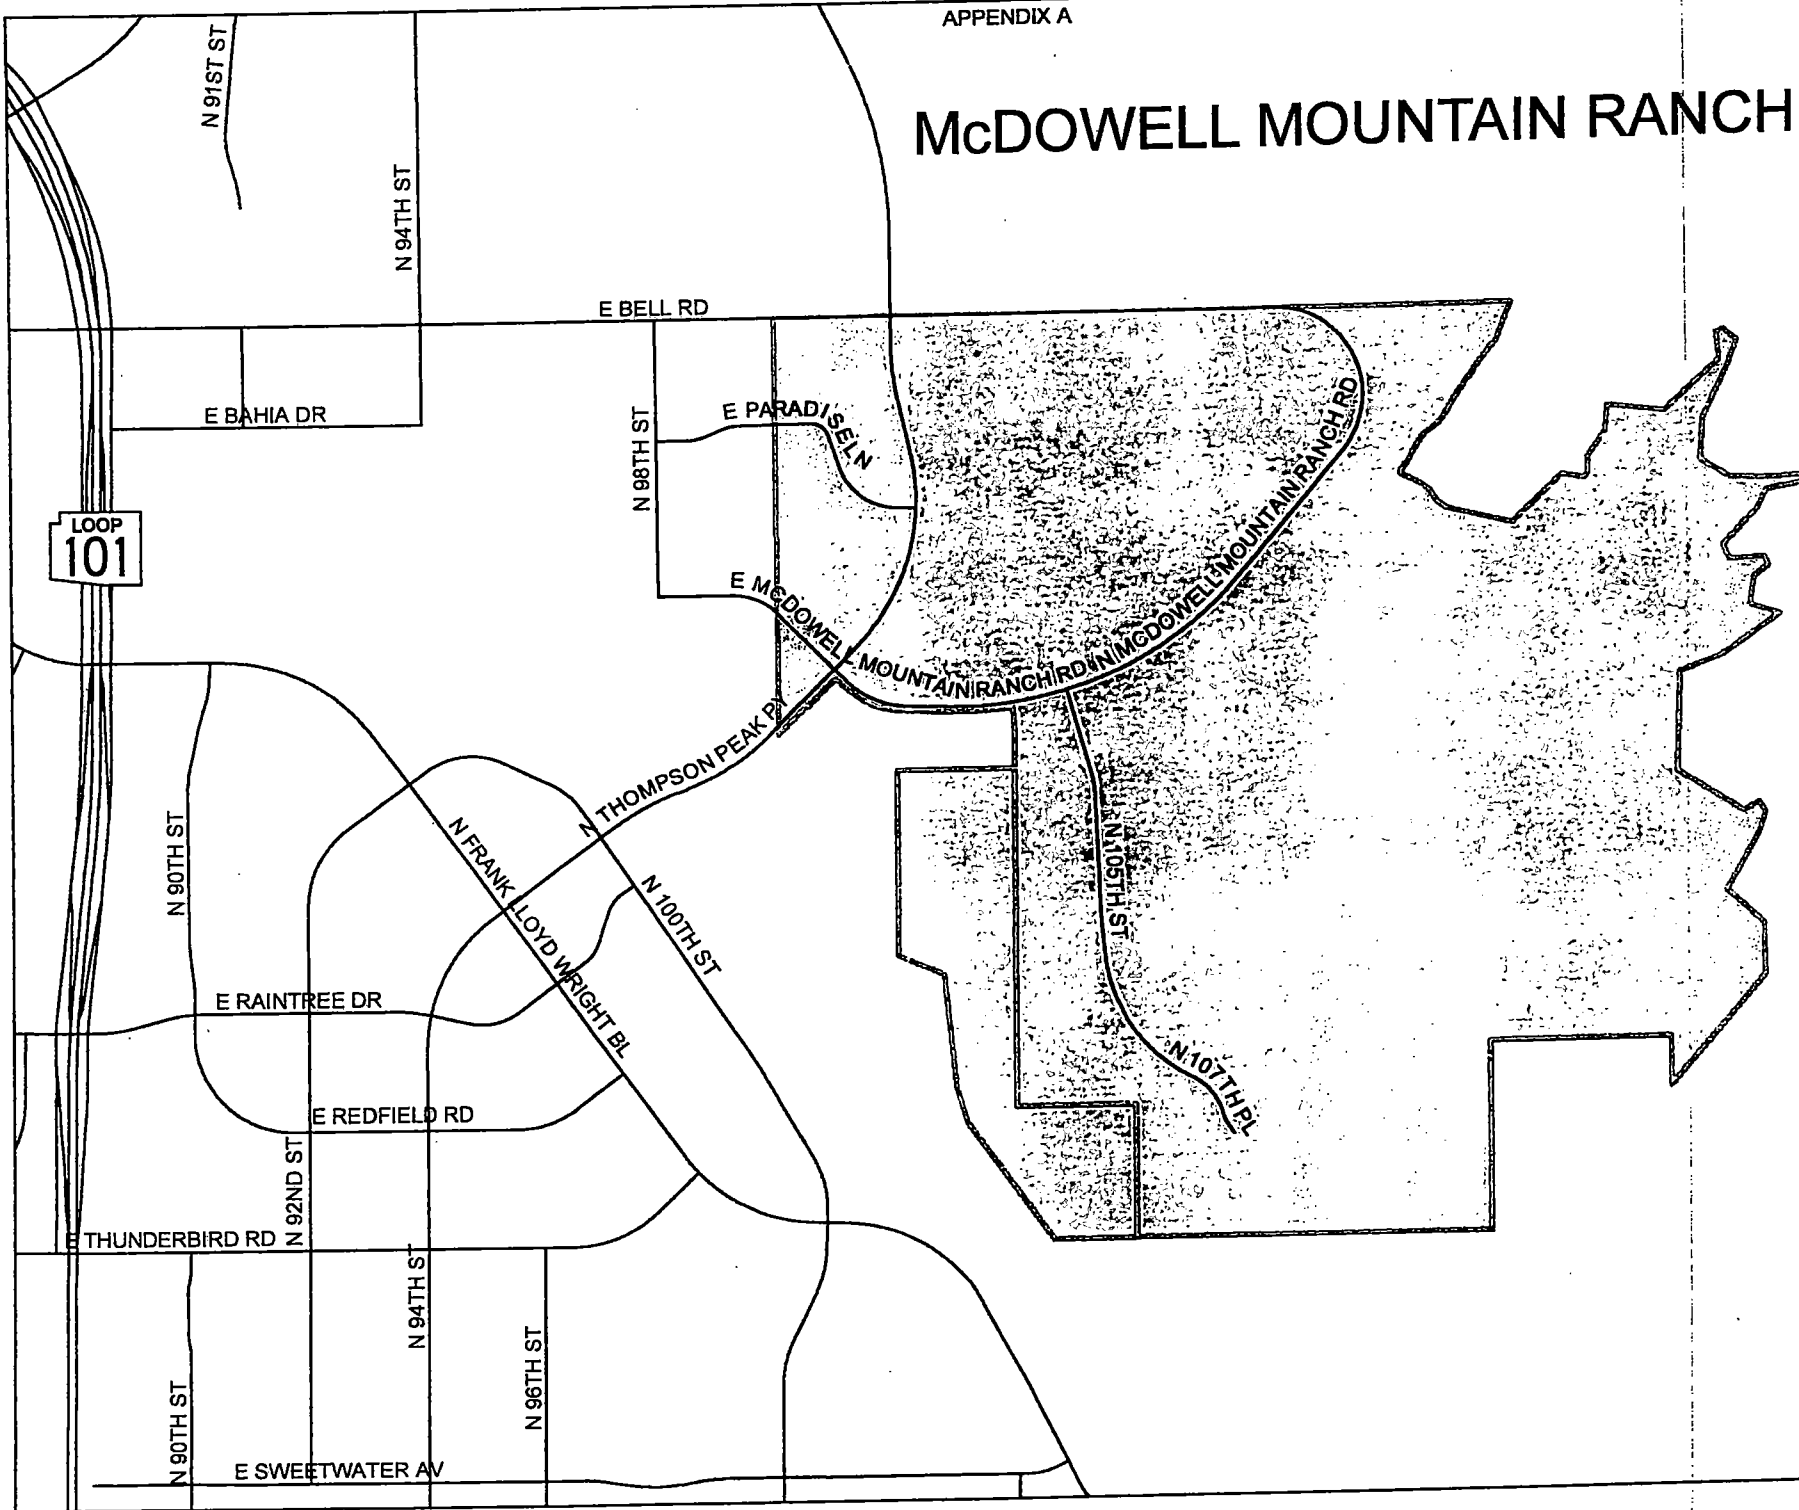 APPENDIX A
McDOWELL MOUNTAIN RANCH
N 91ST ST
N 94TH ST
E BELL RD
E BAHIA DR
N 98TH ST
E PARADISE LN
LOOP
101
E MCDOWELL MOUNTAIN RANCH RD
N MCDOWELL MOUNTAIN RANCH RD
N THOMPSON PEAK PY
N 90TH ST
N FRANK LLOYD WRIGHT BL
N 100TH ST
N 105TH ST
E RAINTREE DR
N 107TH PL
E REDFIELD RD
N 92ND ST
E THUNDERBIRD RD
N 94TH ST
N 96TH ST
N 90TH ST
E SWEETWATER AV